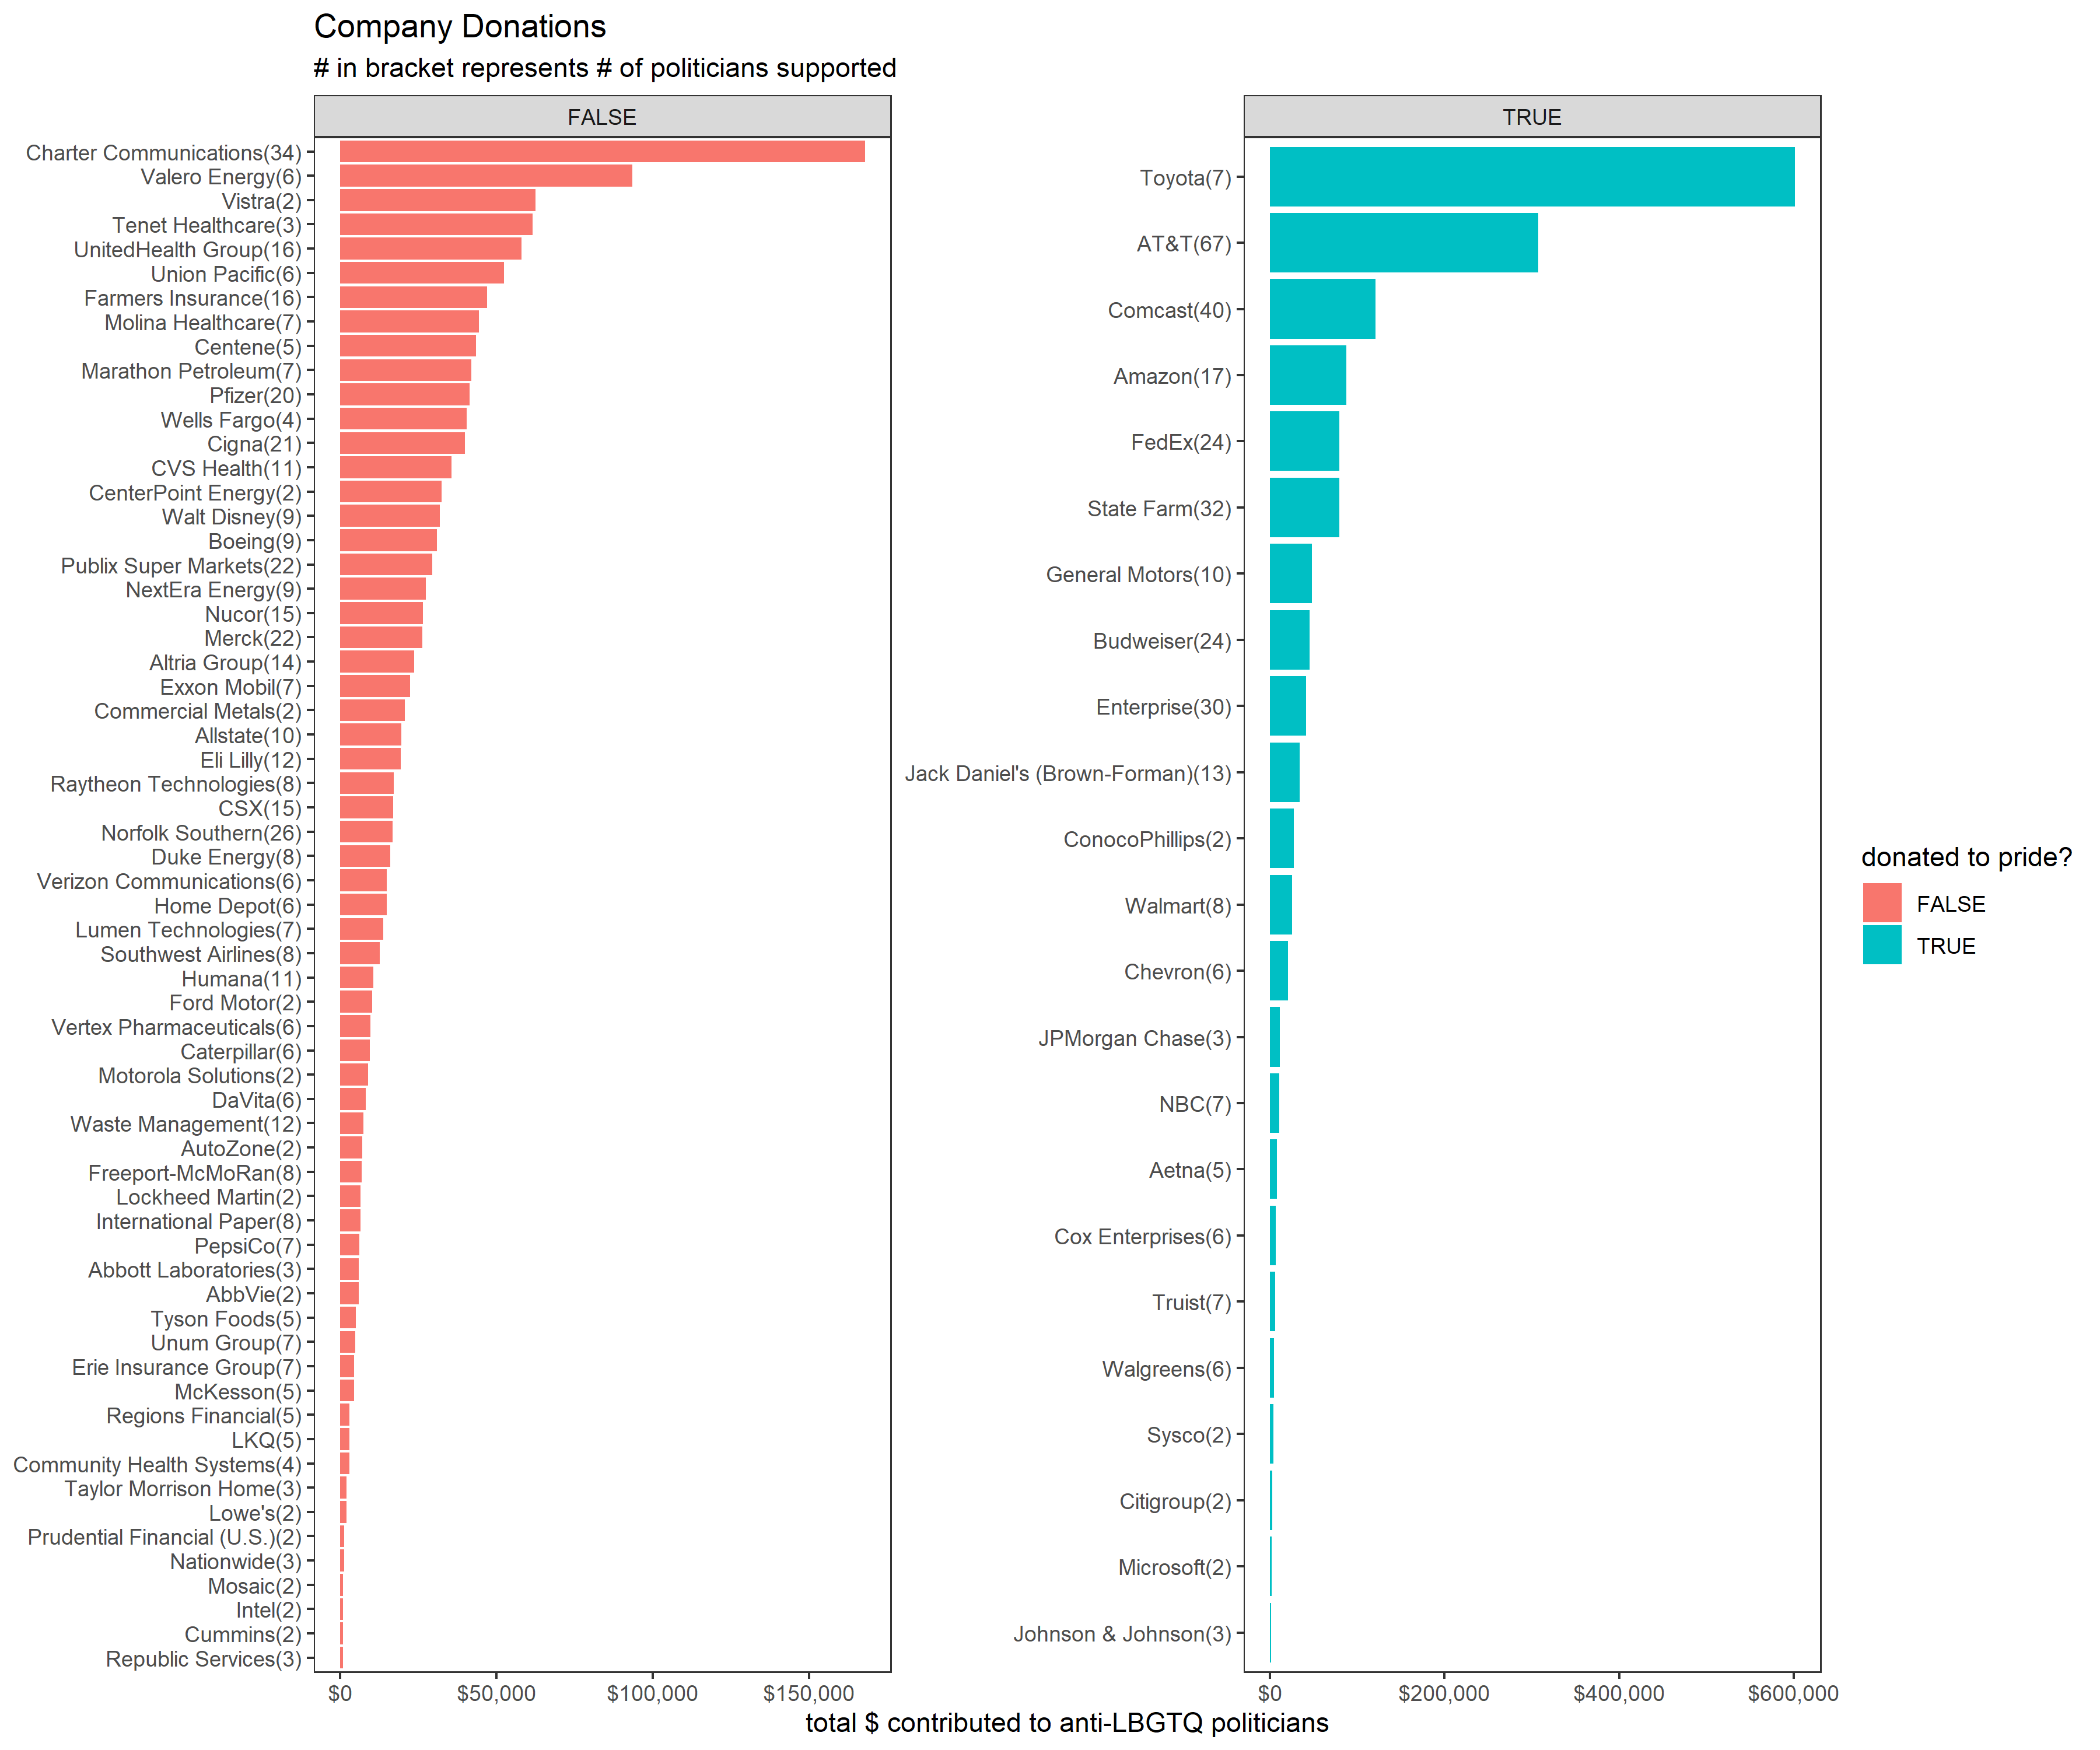 Company Donations
# in bracket represents # of politicians supported
FALSE
Charter Communications(34)
Valero Energy(6)
Vistra(2)
Tenet Healthcare(3)
UnitedHealth Group(16)
Union Pacific(6)
Farmers Insurance(16)
Molina Healthcare(7)
Centene(5)
Marathon Petroleum(7)
Pfizer(20)
Wells Fargo(4)
Cigna(21)
CVS Health(11)
CenterPoint Energy(2)
Walt Disney(9)
Boeing(9)
Publix Super Markets(22)
NextEra Energy(9)
Nucor(15)
Merck(22)
Altria Group(14)
Exxon Mobil(7)
Commercial Metals(2)
Allstate(10)
Eli Lilly(12)
Raytheon Technologies(8)
CSX(15)
Norfolk Southern(26)
Duke Energy(8)
Verizon Communications(6)
Home Depot(6)
Lumen Technologies(7)
Southwest Airlines(8)
Humana(11)
Ford Motor(2)
Vertex Pharmaceuticals(6)
Caterpillar(6)
Motorola Solutions(2)
DaVita(6)
Waste Management(12)
AutoZone(2)
Freeport-McMoRan(8)
Lockheed Martin(2)
International Paper(8)
PepsiCo(7)
Abbott Laboratories(3)
AbbVie(2)
Tyson Foods(5)
Unum Group(7)
Erie Insurance Group(7)
McKesson(5)
Regions Financial(5)
LKQ(5)
Community Health Systems(4)
Taylor Morrison Home(3)
Lowe's(2)
Prudential Financial (U.S.)(2)
Nationwide(3)
Mosaic(2)
Intel(2)
Cummins(2)
Republic Services(3)
$0 $50,000 $100,000 $150,000
TRUE
Toyota(7)
AT&T(67)
Comcast(40)
Amazon(17)
FedEx(24)
State Farm(32)
General Motors(10)
Budweiser(24)
Enterprise(30)
Jack Daniel's (Brown-Forman)(13)
ConocoPhillips(2)
Walmart(8)
Chevron(6)
JPMorgan Chase(3)
NBC(7)
Aetna(5)
Cox Enterprises(6)
Truist(7)
Walgreens(6)
Sysco(2)
Citigroup(2)
Microsoft(2)
Johnson & Johnson(3)
$0 $200,000 $400,000 $600,000
total $ contributed to anti-LBGTQ politicians
donated to pride?
FALSE
TRUE